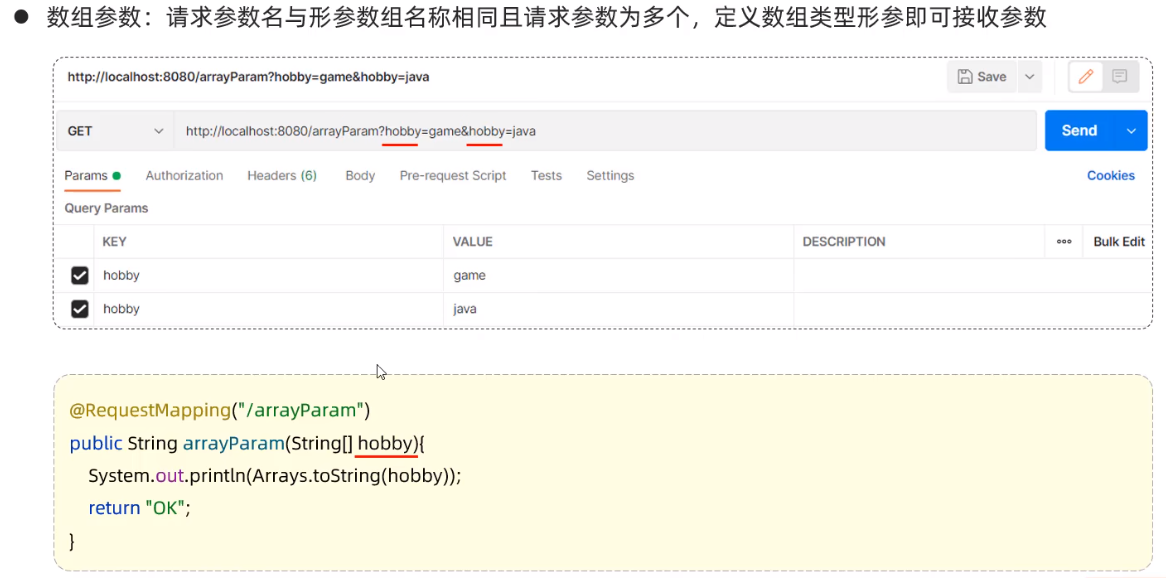 ● 数组参数：请求参数名与形参数组名称相同且请求参数为多个，定义数组类型形参即可接收参数
http://localhost:8080/arrayParam?hobby=game&hobby=java
Save
GET http://localhost:8080/arrayParam?hobby=game&hobby=java Send
Params Authorization Headers (6) Body Pre-request Script Tests Settings Cookies
Query Params
KEY VALUE DESCRIPTION ooo Bulk Edit
hobby game
hobby java
@RequestMapping("/arrayParam")
public String arrayParam(String[] hobby){
System.out.println(Arrays.toString(hobby));
return "OK";
}